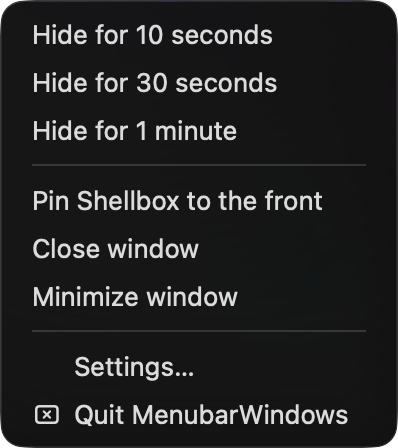 Hide for 10 seconds
Hide for 30 seconds
Hide for 1 minute
Pin Shellbox to the front
Close window
Minimize window
Settings...
Quit MenubarWindows